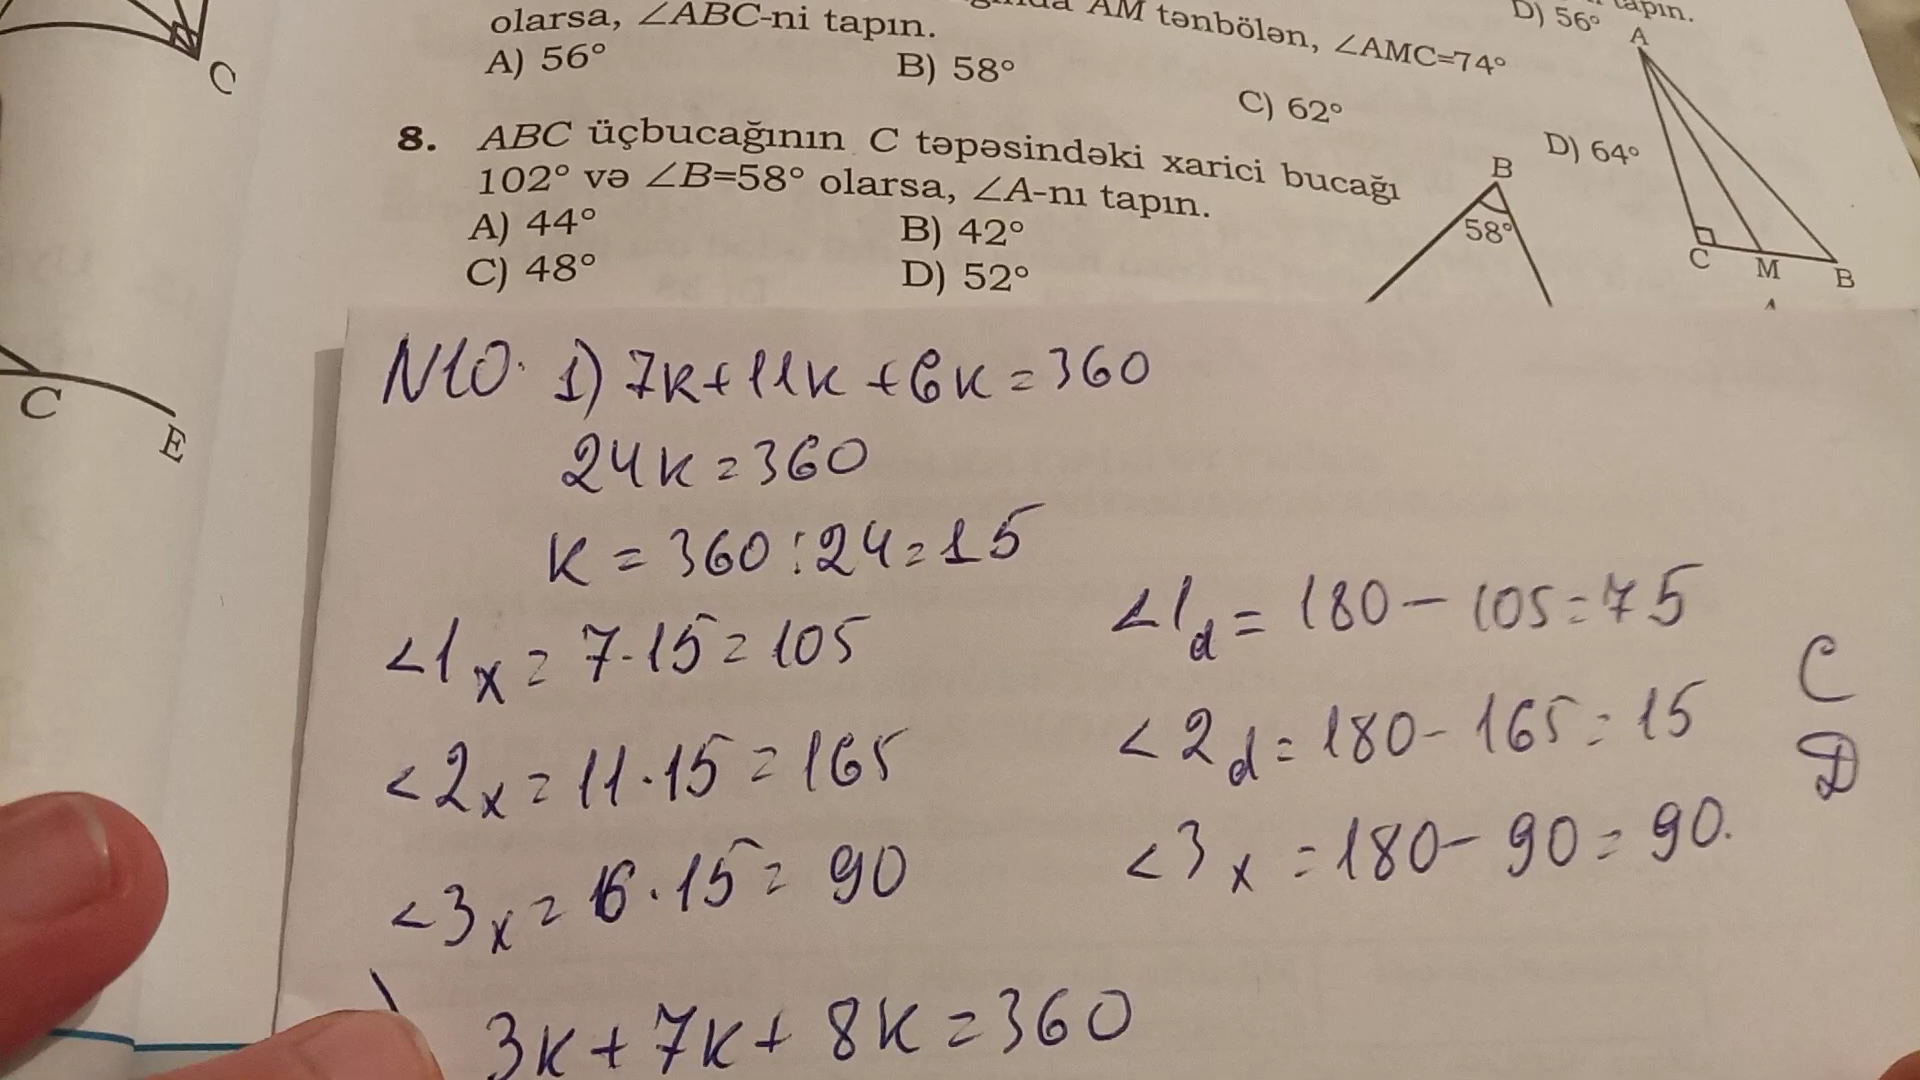 AM tənbölən, ∠AMC=74°
olarsa, ∠ABC-ni tapın.
A) 56°
B) 58°
C) 62°
D) 64°
tapın.
D) 56°
8. ABC üçbucağının C təpəsindəki xarici bucağı
102° və ∠B=58° olarsa, ∠A-nı tapın.
A) 44°
B) 42°
C) 48°
D) 52°
B
58°
A
C
M
B
C
C
E
N10. 1) 7k+11k+6k=360
24k=360
k=360:24=15
∠1x=7·15=105
∠1d=180-105=75
∠2x=11·15=165
∠2d=180-165=15
∠3x=6·15=90
∠3x=180-90=90.
C
D
3k+7k+8k=360